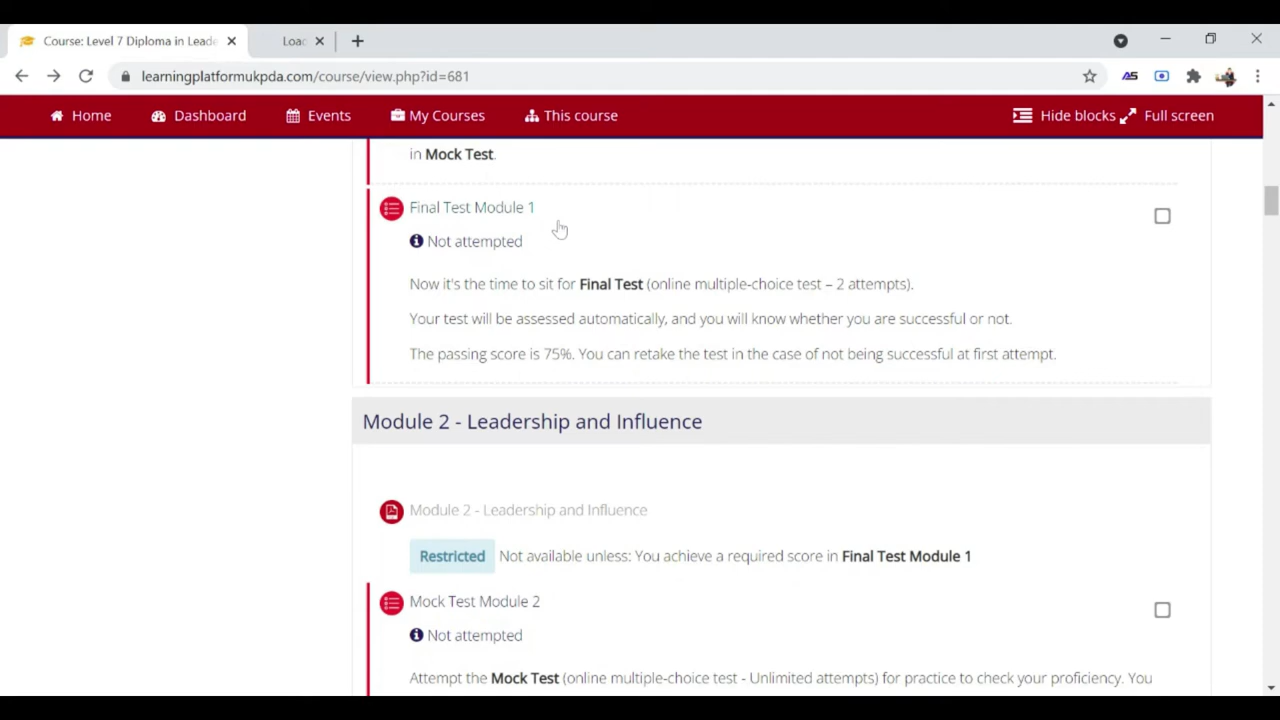 Course: Level 7 Diploma in Leade
Loac
learningplatformukpda.com/course/view.php?id=681
Home Dashboard Events My Courses This course Hide blocks Full screen
in Mock Test.
Final Test Module 1
Not attempted
Now it's the time to sit for Final Test (online multiple-choice test – 2 attempts).
Your test will be assessed automatically, and you will know whether you are successful or not.
The passing score is 75%. You can retake the test in the case of not being successful at first attempt.
Module 2 - Leadership and Influence
Module 2 - Leadership and Influence
Restricted Not available unless: You achieve a required score in Final Test Module 1
Mock Test Module 2
Not attempted
Attempt the Mock Test (online multiple-choice test - Unlimited attempts) for practice to check your proficiency. You